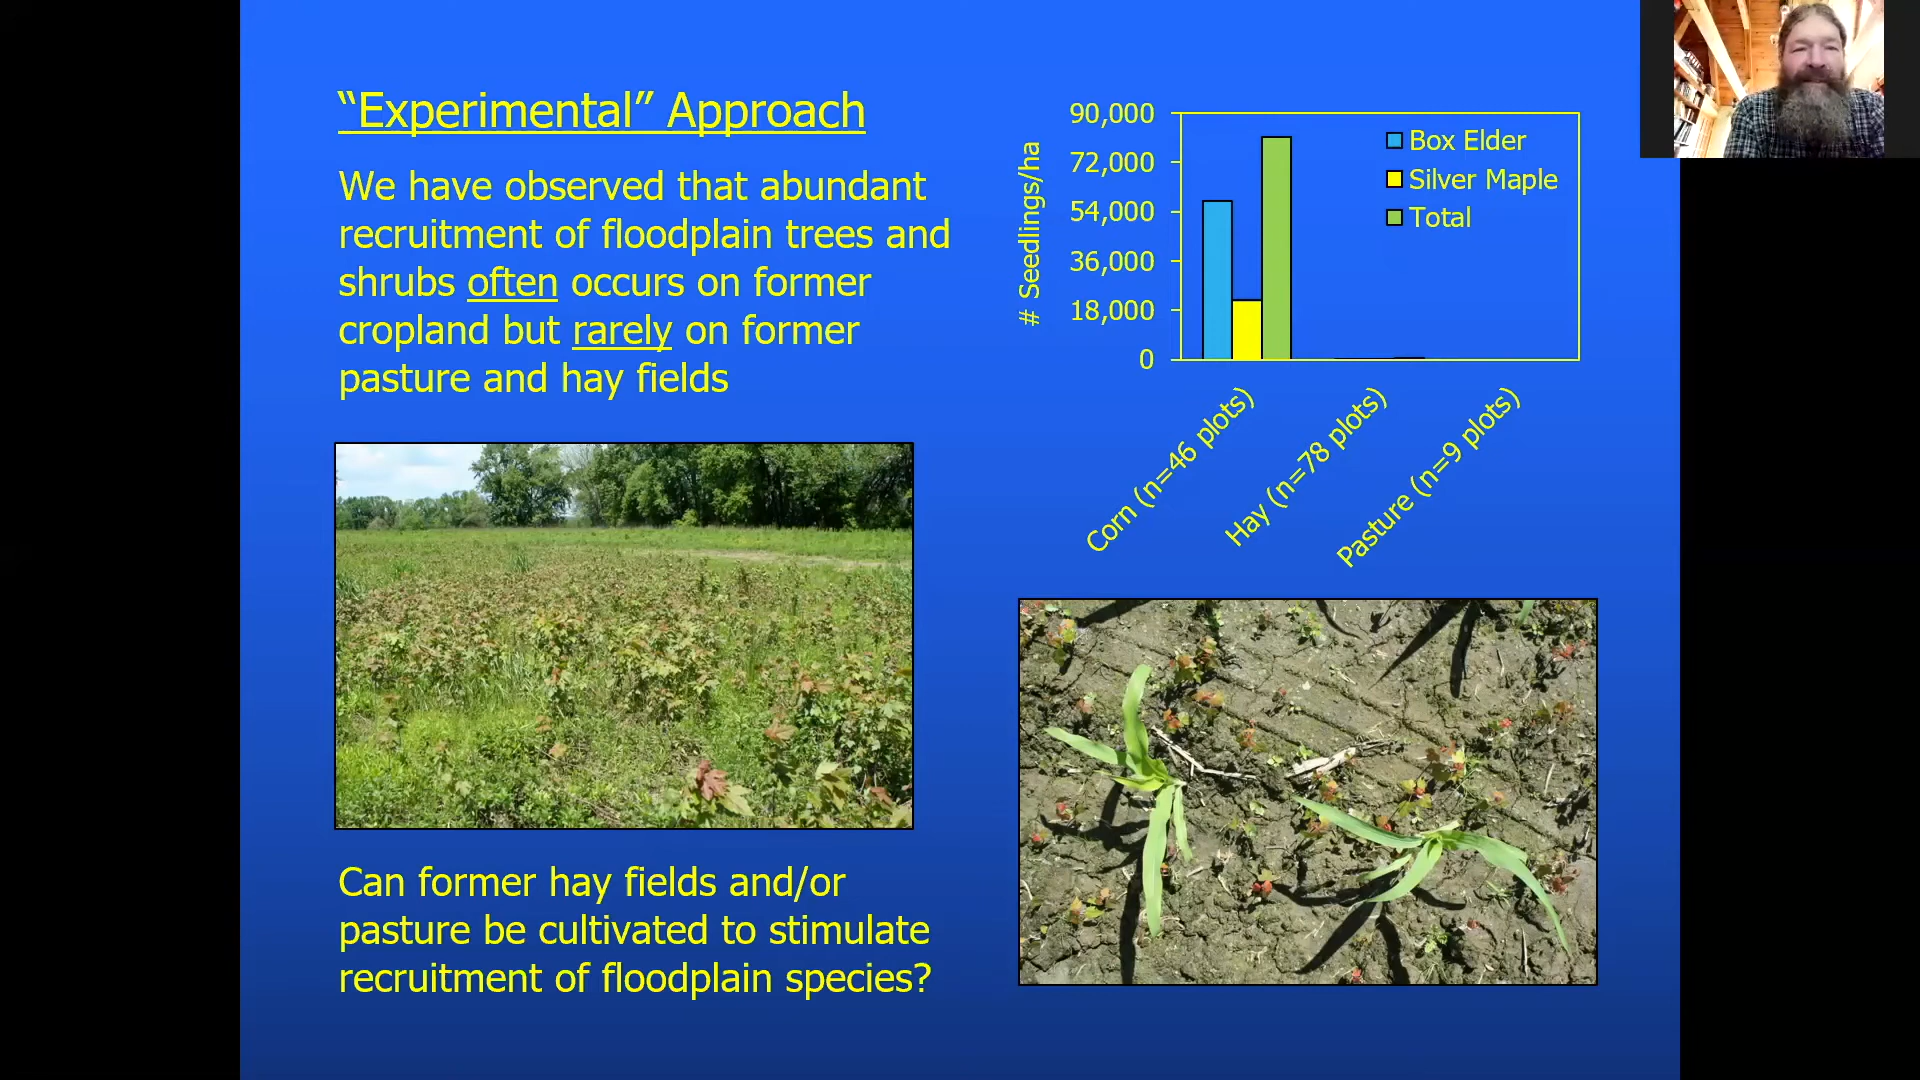 “Experimental” Approach
We have observed that abundant
recruitment of floodplain trees and
shrubs often occurs on former
cropland but rarely on former
pasture and hay fields
# Seedlings/ha
90,000
72,000
54,000
36,000
18,000
0
Box Elder
Silver Maple
Total
Corn (n=46 plots)
Hay (n=78 plots)
Pasture (n=9 plots)
Can former hay fields and/or
pasture be cultivated to stimulate
recruitment of floodplain species?